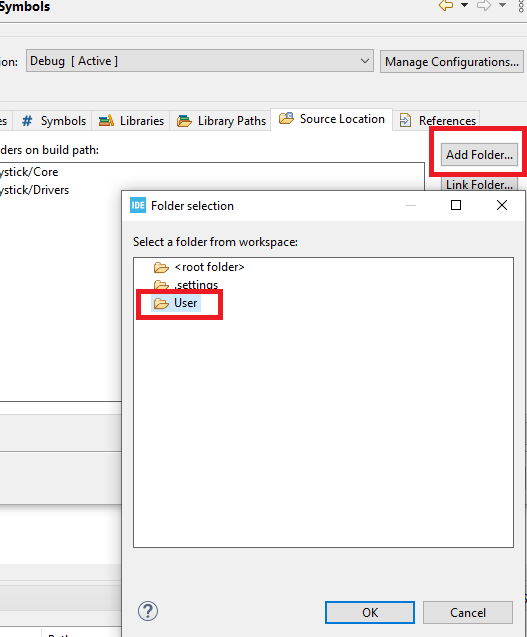 Symbols
ion: Debug [ Active ] Manage Configurations...
es # Symbols Libraries Library Paths Source Location References
ders on build path:
Add Folder...
ystick/Core
Link Folder...
ystick/Drivers
IDE Folder selection
Select a folder from workspace:
<root folder>
.settings
User
? OK Cancel